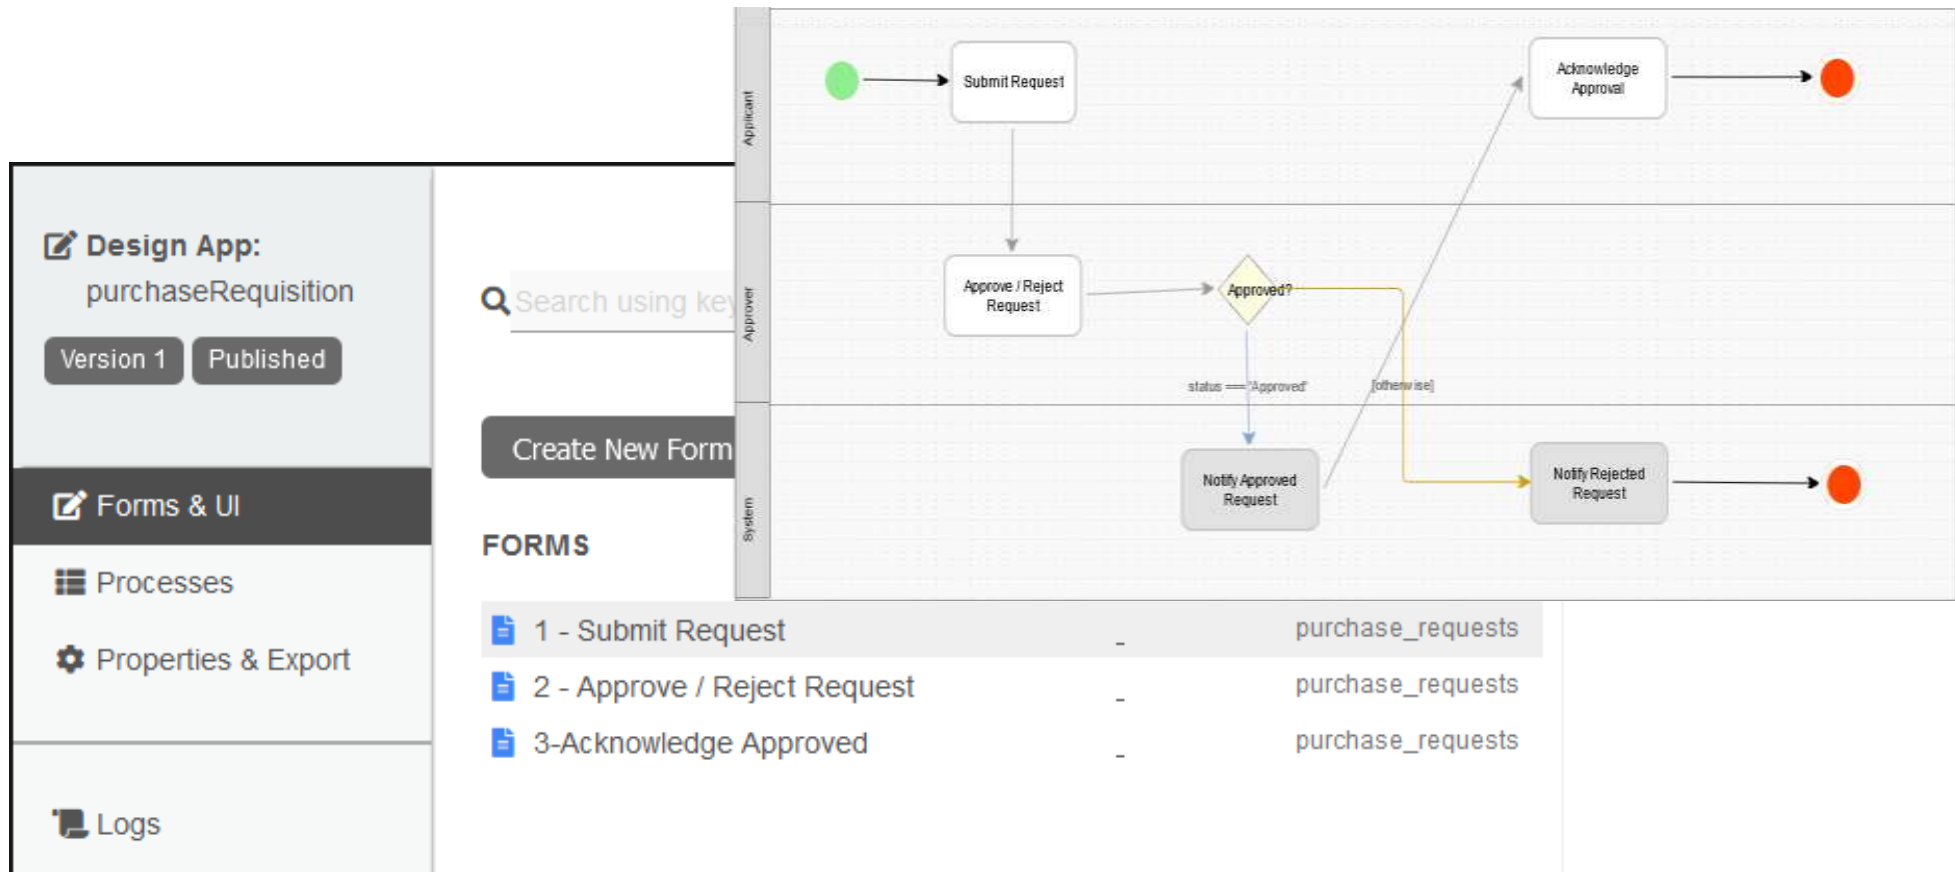 Design App:
purchaseRequisition
Version 1 Published
Forms & UI
Processes
Properties & Export
Logs
Search using
Create New Form
FORMS
1 - Submit Request _ purchase_requests
2 - Approve / Reject Request _ purchase_requests
3-Acknowledge Approved _ purchase_requests
Applicant
Submit Request
Acknowledge
Approval
Approver
Approve / Reject
Request
Approved?
status === 'Approved'
[otherwise]
System
Notify Approved
Request
Notify Rejected
Request